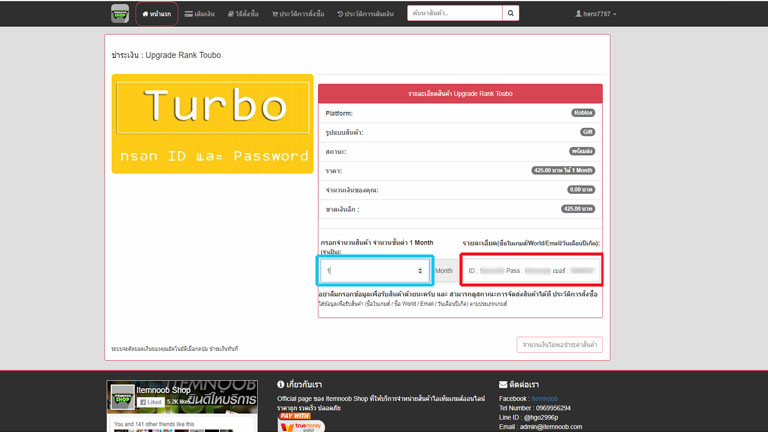 หน้าแรก เติมเงิน วิธีสั่งซื้อ ประวัติการสั่งซื้อ ประวัติการเติมเงิน ค้นหาสินค้า.. hero7757
ชำระเงิน : Upgrade Rank Toubo
Turbo
กรอก ID และ Password
รายละเอียดสินค้า Upgrade Rank Toubo
Platform: Roblox
รูปแบบสินค้า: Gift
สถานะ: พร้อมส่ง
ราคา: 425.00 บาท ได้ 1 Month
จำนวนเงินของคุณ: 0.00 บาท
ขาดเงินอีก : 425.00 บาท
กรอกจำนวนสินค้า จำนวนขั้นต่ำ 1 Month
(จำเป็น):
รายละเอียด(ชื่อในเกมส์/World/Email/วันเดือนปีเกิด):
1 Month
ID : Pass : เบอร์ :
อย่าลืมกรอกข้อมูลเพื่อรับสินค้าด้วยนะครับ และ สามารถดูสถานะการจัดส่งสินค้าได้ที่ ประวัติการสั่งซื้อ
ใส่ข้อมูลเพื่อรับสินค้า (ชื่อในเกมส์ / ชื่อ World / Email / วันเดือนปีเกิด) ตามประเภทเกมส์
ระบบจะตัดยอดเงินของคุณอัตโนมัติเมื่อกดปุ่ม ชำระเงินทันที
จำนวนเงินไม่พอชำระค่าสินค้า
Itemnoob Shop
Liked 5.2K likes
ยินดีให้บริการ
You and 141 other friends like this
เกี่ยวกับเรา
Official page ของ Itemnoob Shop ที่ให้บริการจำหน่ายสินค้าไอเท็มเกมส์ออนไลน์
ราคาถูก รวดเร็ว ปลอดภัย
PAY WITH
truemoney
wallet
ติดต่อเรา
Facebook : Itemnoob
Tel Number : 0969956294
Line ID : @hgo2996p
Email : admin@itemnoob.com